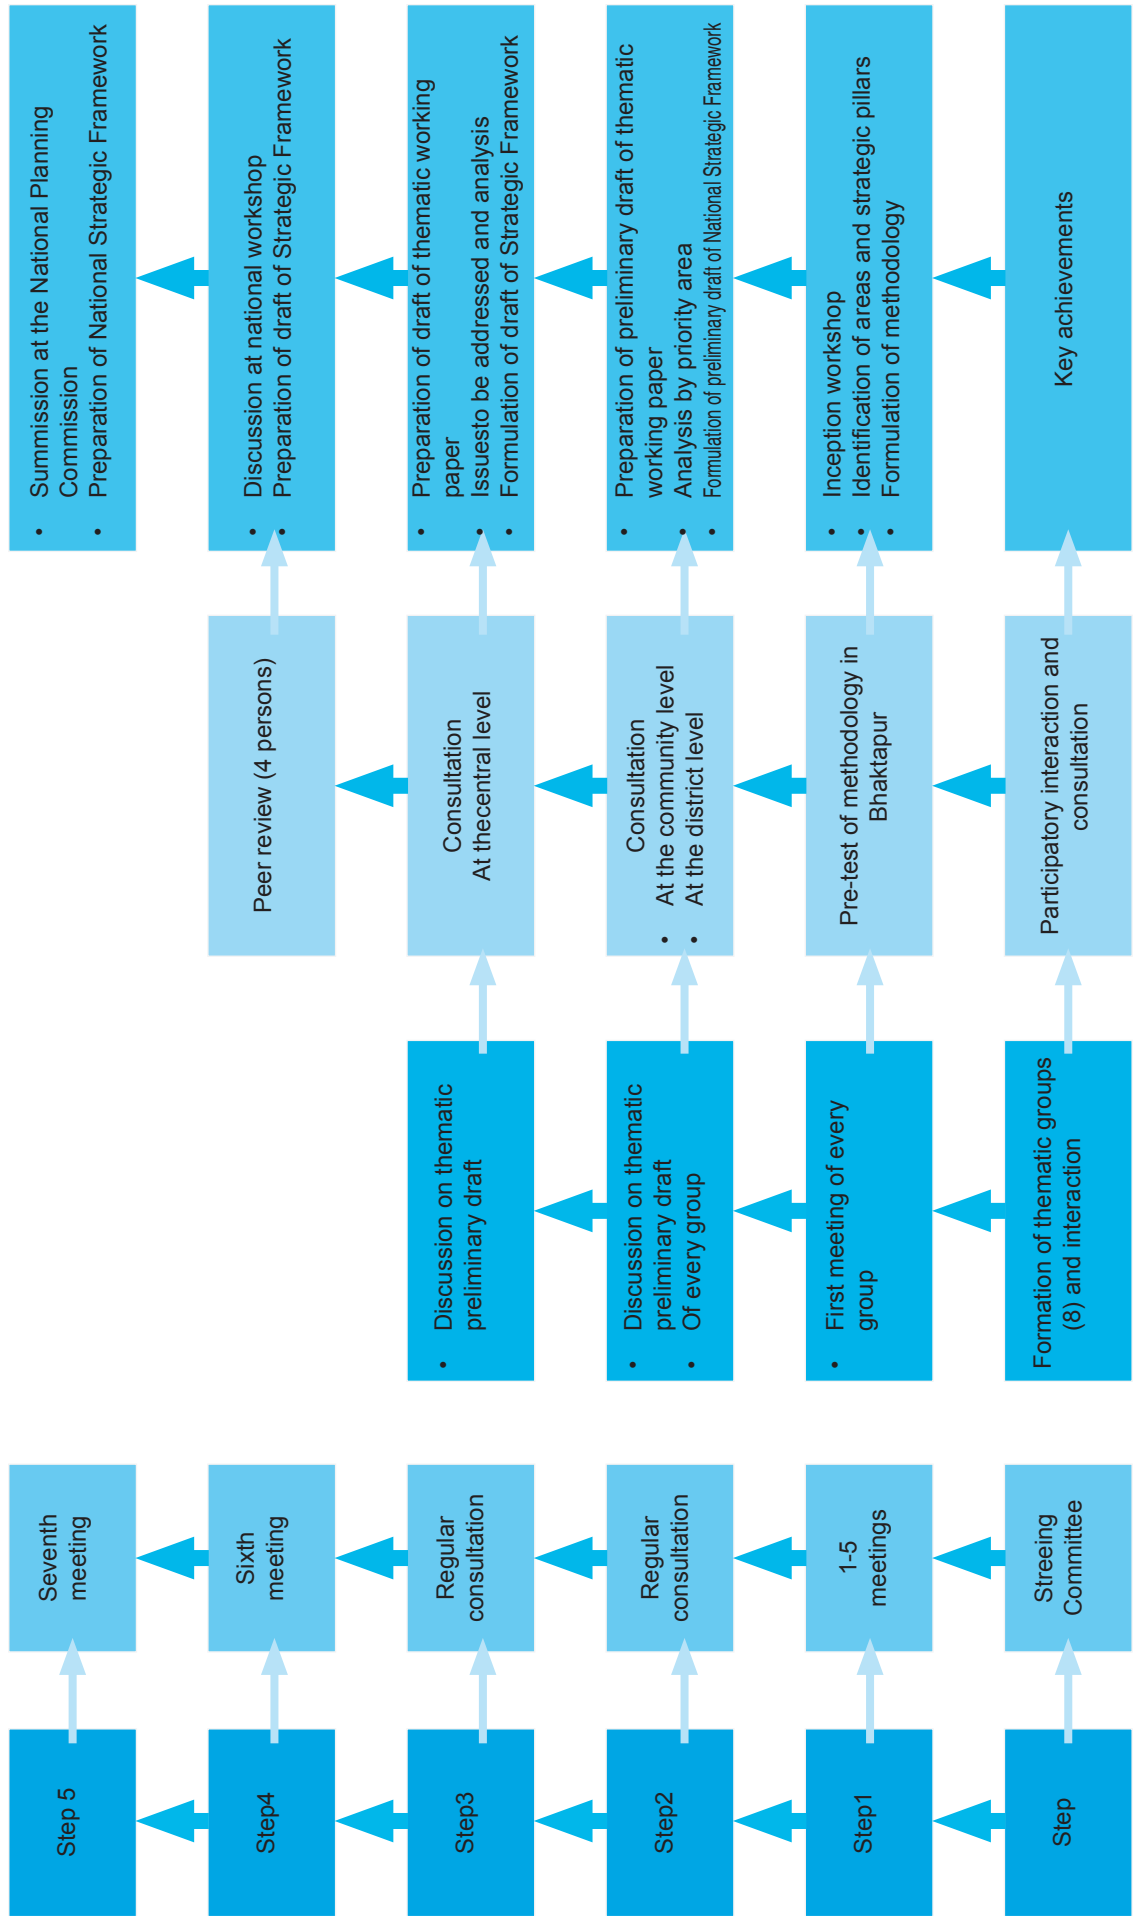 Step 5
Seventh
meeting
• Summission at the National Planning
Commission
• Preparation of National Strategic Framework
Step4
Sixth
meeting
Peer review (4 persons)
• Discussion at national workshop
• Preparation of draft of Strategic Framework
Step3
Regular
consultation
• Discussion on thematic
preliminary draft
Consultation
At thecentral level
• Preparation of draft of thematic working
paper
• Issuesto be addressed and analysis
• Formulation of draft of Strategic Framework
Step2
Regular
consultation
• Discussion on thematic
preliminary draft
• Of every group
Consultation
• At the community level
• At the district level
• Preparation of preliminary draft of thematic
working paper
• Analysis by priority area
• Formulation of preliminary draft of National Strategic Framework
Step1
1-5
meetings
• First meeting of every
group
Pre-test of methodology in
Bhaktapur
• Inception workshop
• Identification of areas and strategic pillars
• Formulation of methodology
Step
Streeing
Committee
Formation of thematic groups
(8) and interaction
Participatory interaction and
consultation
Key achievements